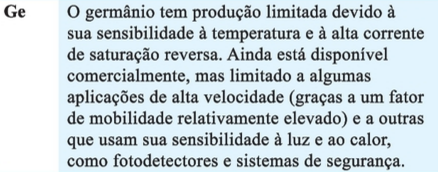 Ge O germânio tem produção limitada devido à
sua sensibilidade à temperatura e à alta corrente
de saturação reversa. Ainda está disponível
comercialmente, mas limitado a algumas
aplicações de alta velocidade (graças a um fator
de mobilidade relativamente elevado) e a outras
que usam sua sensibilidade à luz e ao calor,
como fotodetectores e sistemas de segurança.